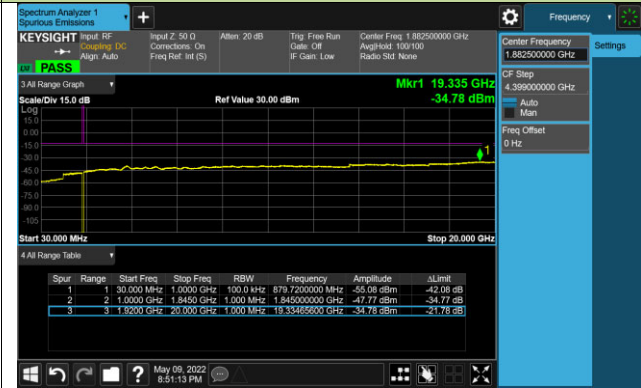 Spectrum Analyzer 1
Spurious Emissions
Frequency
KEYSIGHT
Input: RF
Coupling: DC
Align: Auto
Input Z: 50 Ω
Corrections: On
Freq Ref: Int (S)
Atten: 20 dB
Trig: Free Run
Gate: Off
IF Gain: Low
Center Freq: 1.882500000 GHz
Avg|Hold: 100/100
Radio Std: None
PASS
3 All Range Graph
Mkr1 19.335 GHz
Scale/Div 15.0 dB
Ref Value 30.00 dBm
-34.78 dBm
Log
15.0
0.00
-15.0
-30.0
-45.0
-60.0
-75.0
-90.0
-105
1
Start 30.000 MHz
Stop 20.000 GHz
4 All Range Table
Spur Range Start Freq Stop Freq RBW Frequency Amplitude ΔLimit
1 1 30.000 MHz 1.0000 GHz 100.0 kHz 879.7200000 MHz -55.08 dBm -42.08 dB
2 2 1.0000 GHz 1.8450 GHz 1.000 MHz 1.845000000 GHz -47.77 dBm -34.77 dB
3 3 1.9200 GHz 20.000 GHz 1.000 MHz 19.33465600 GHz -34.78 dBm -21.78 dB
May 09, 2022
8:51:13 PM
Center Frequency
1.882500000 GHz
Settings
CF Step
4.399000000 GHz
Auto
Man
Freq Offset
0 Hz